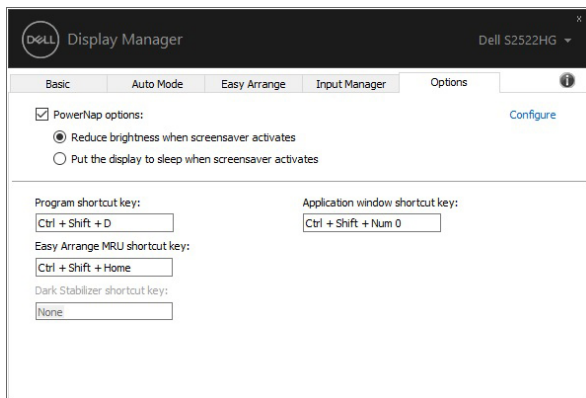 DELL Display Manager Dell S2522HG
Basic Auto Mode Easy Arrange Input Manager Options
PowerNap options: Configure
Reduce brightness when screensaver activates
Put the display to sleep when screensaver activates
Program shortcut key: Application window shortcut key:
Ctrl + Shift + D Ctrl + Shift + Num 0
Easy Arrange MRU shortcut key:
Ctrl + Shift + Home
Dark Stabilizer shortcut key:
None